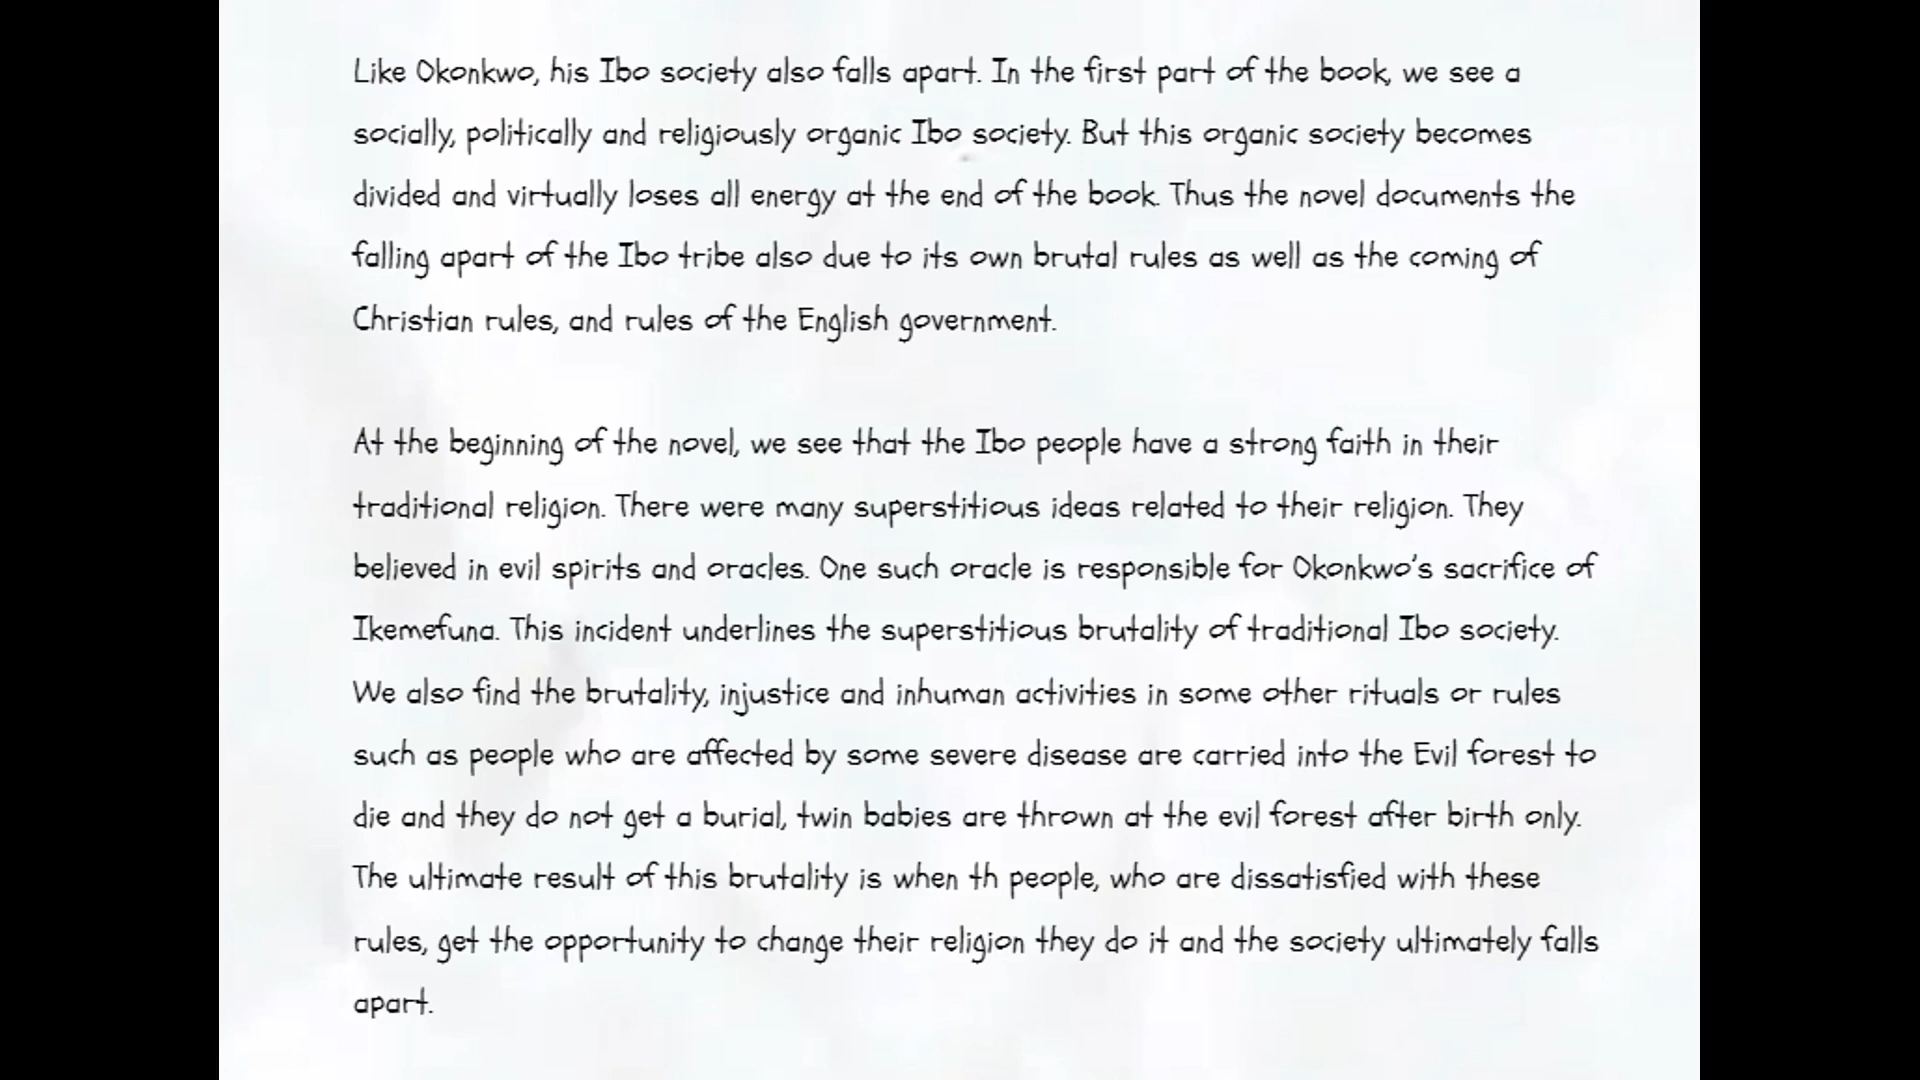 Like Okonkwo, his Ibo society also falls apart. In the first part of the book, we see a
socially, politically and religiously organic Ibo society. But this organic society becomes
divided and virtually loses all energy at the end of the book. Thus the novel documents the
falling apart of the Ibo tribe also due to its own brutal rules as well as the coming of
Christian rules, and rules of the English government.
At the beginning of the novel, we see that the Ibo people have a strong faith in their
traditional religion. There were many superstitious ideas related to their religion. They
believed in evil spirits and oracles. One such oracle is responsible for Okonkwo's sacrifice of
Ikemefuna. This incident underlines the superstitious brutality of traditional Ibo society.
We also find the brutality, injustice and inhuman activities in some other rituals or rules
such as people who are affected by some severe disease are carried into the Evil forest to
die and they do not get a burial, twin babies are thrown at the evil forest after birth only.
The ultimate result of this brutality is when th people, who are dissatisfied with these
rules, get the opportunity to change their religion they do it and the society ultimately falls
apart.